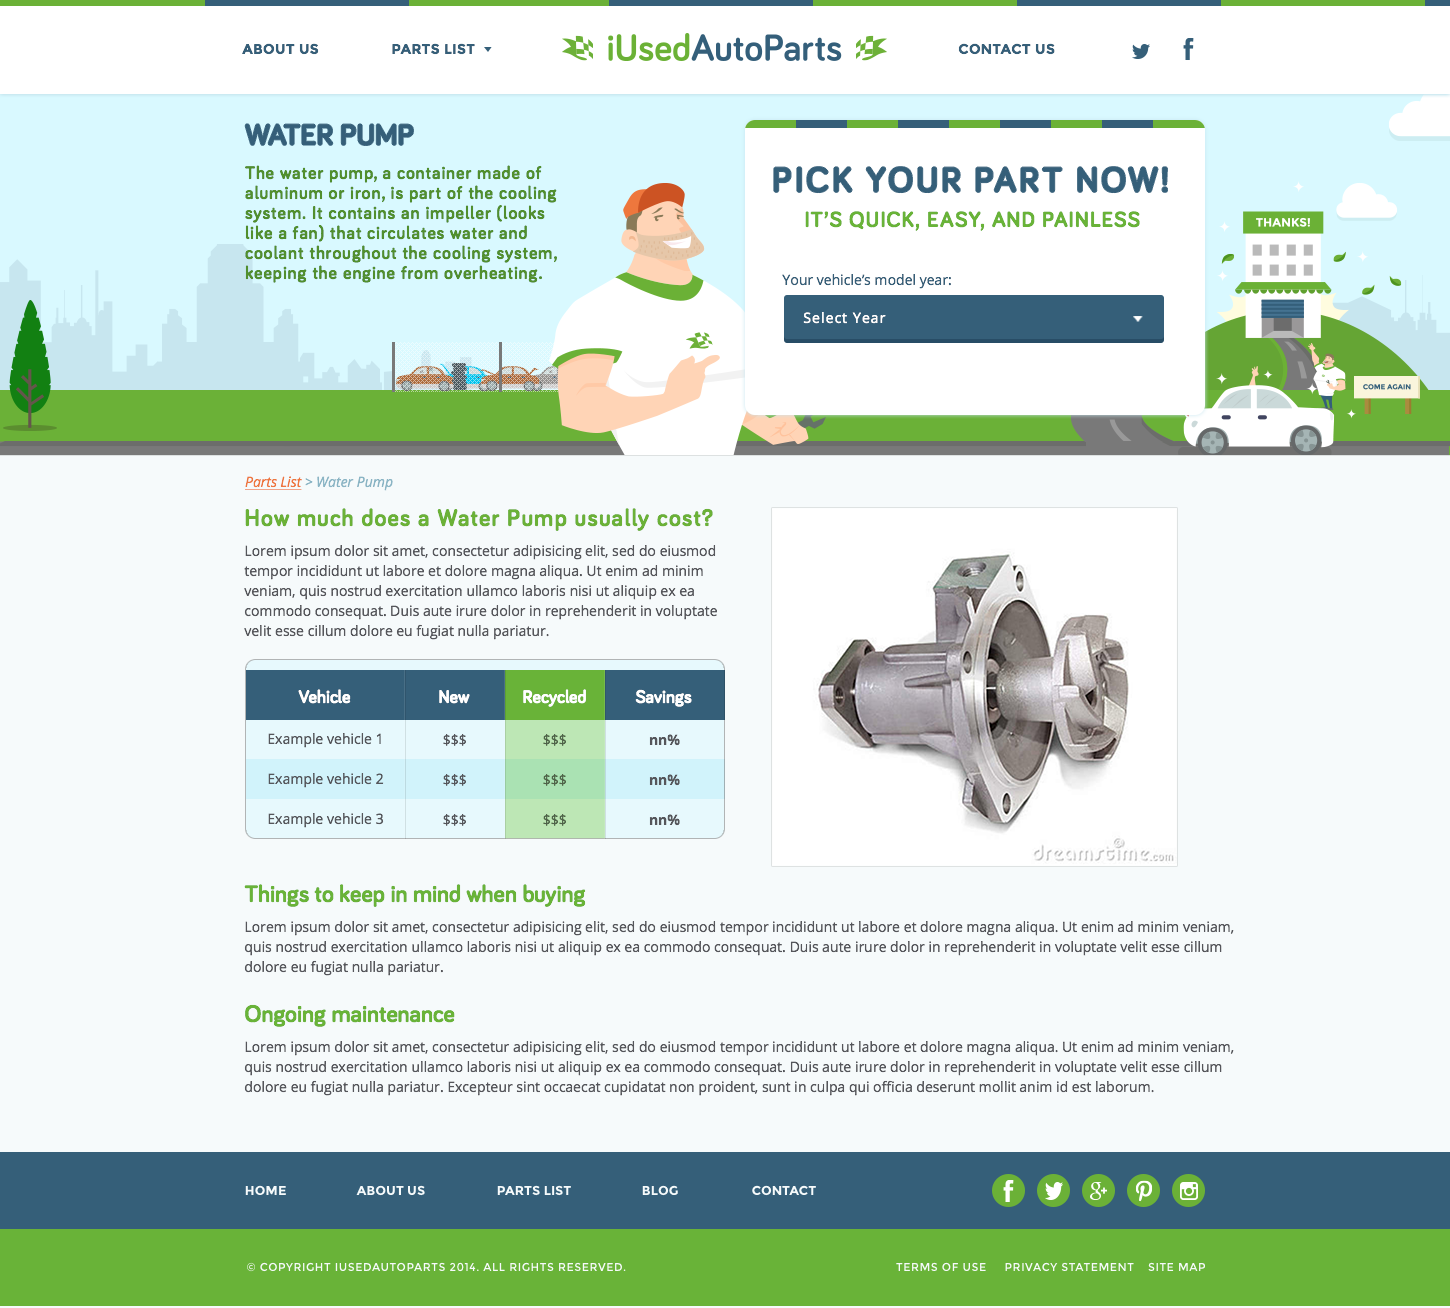 ABOUT US
PARTS LIST
iUsedAutoParts
CONTACT US
WATER PUMP
The water pump, a container made of
aluminum or iron, is part of the cooling
system. It contains an impeller (looks
like a fan) that circulates water and
coolant throughout the cooling system,
keeping the engine from overheating.
PICK YOUR PART NOW!
IT'S QUICK, EASY, AND PAINLESS
Your vehicle's model year:
Select Year
THANKS!
COME AGAIN
Parts List > Water Pump
How much does a Water Pump usually cost?
Lorem ipsum dolor sit amet, consectetur adipisicing elit, sed do eiusmod
tempor incididunt ut labore et dolore magna aliqua. Ut enim ad minim
veniam, quis nostrud exercitation ullamco laboris nisi ut aliquip ex ea
commodo consequat. Duis aute irure dolor in reprehenderit in voluptate
velit esse cillum dolore eu fugiat nulla pariatur.
Vehicle New Recycled Savings
Example vehicle 1 $$$ $$$ nn%
Example vehicle 2 $$$ $$$ nn%
Example vehicle 3 $$$ $$$ nn%
dreamstime.com
Things to keep in mind when buying
Lorem ipsum dolor sit amet, consectetur adipisicing elit, sed do eiusmod tempor incididunt ut labore et dolore magna aliqua. Ut enim ad minim veniam,
quis nostrud exercitation ullamco laboris nisi ut aliquip ex ea commodo consequat. Duis aute irure dolor in reprehenderit in voluptate velit esse cillum
dolore eu fugiat nulla pariatur.
Ongoing maintenance
Lorem ipsum dolor sit amet, consectetur adipisicing elit, sed do eiusmod tempor incididunt ut labore et dolore magna aliqua. Ut enim ad minim veniam,
quis nostrud exercitation ullamco laboris nisi ut aliquip ex ea commodo consequat. Duis aute irure dolor in reprehenderit in voluptate velit esse cillum
dolore eu fugiat nulla pariatur. Excepteur sint occaecat cupidatat non proident, sunt in culpa qui officia deserunt mollit anim id est laborum.
HOME ABOUT US PARTS LIST BLOG CONTACT
© COPYRIGHT IUSEDAUTOPARTS 2014. ALL RIGHTS RESERVED.
TERMS OF USE PRIVACY STATEMENT SITE MAP